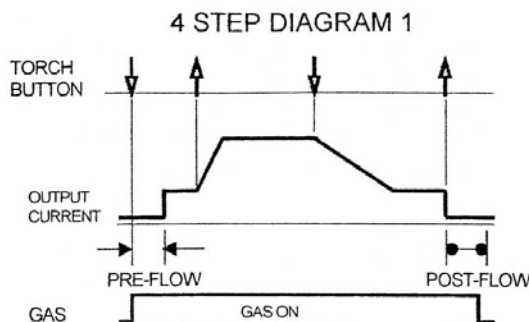 4 STEP DIAGRAM 1
TORCH
BUTTON
OUTPUT
CURRENT
PRE-FLOW
POST-FLOW
GAS
GAS ON